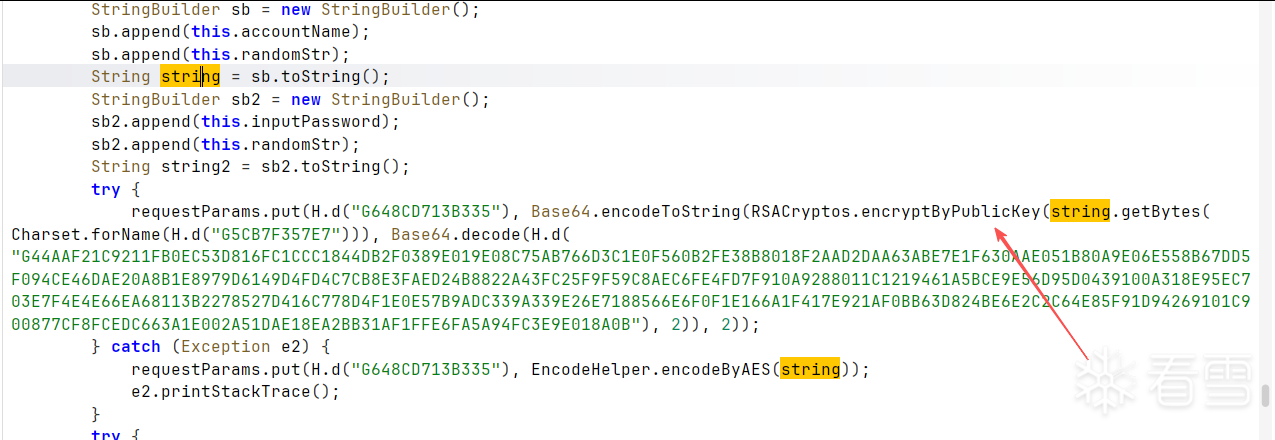 StringBuilder sb = new StringBuilder();
sb.append(this.accountName);
sb.append(this.randomStr);
String string = sb.toString();
StringBuilder sb2 = new StringBuilder();
sb2.append(this.inputPassword);
sb2.append(this.randomStr);
String string2 = sb2.toString();
try {
requestParams.put(H.d("G648CD713B335"), Base64.encodeToString(RSACryptos.encryptByPublicKey(string.getBytes(
Charset.forName(H.d("G5CB7F357E7"))), Base64.decode(H.d(
"G44AAF21C9211FB0EC53D816FC1CCC1844DB2F0389E019E08C75AB766D3C1E0F560B2FE38B8018F2AAD2DAA63ABE7E1F630AAE051B80A9E06E558B67DD5
F094CE46DAE20A8B1E8979D6149D4FD4C7CB8E3FAED24B8822A43FC25F9F59C8AEC6FE4FD7F910A9288011C1219461A5BCE9E56D95D0439100A318E95EC7
03E7F4E4E66EA68113B2278527D416C778D4F1E0E57B9ADC339A339E26E7188566E6F0F1E166A1F417E921AF0BB63D824BE6E2C2C64E85F91D94269101C9
00877CF8FCEDC663A1E002A51DAE18EA2BB31AF1FFE6FA5A94FC3E9E018A0B"), 2)), 2));
} catch (Exception e2) {
requestParams.put(H.d("G648CD713B335"), EncodeHelper.encodeByAES(string));
e2.printStackTrace();
}
try {
看雪